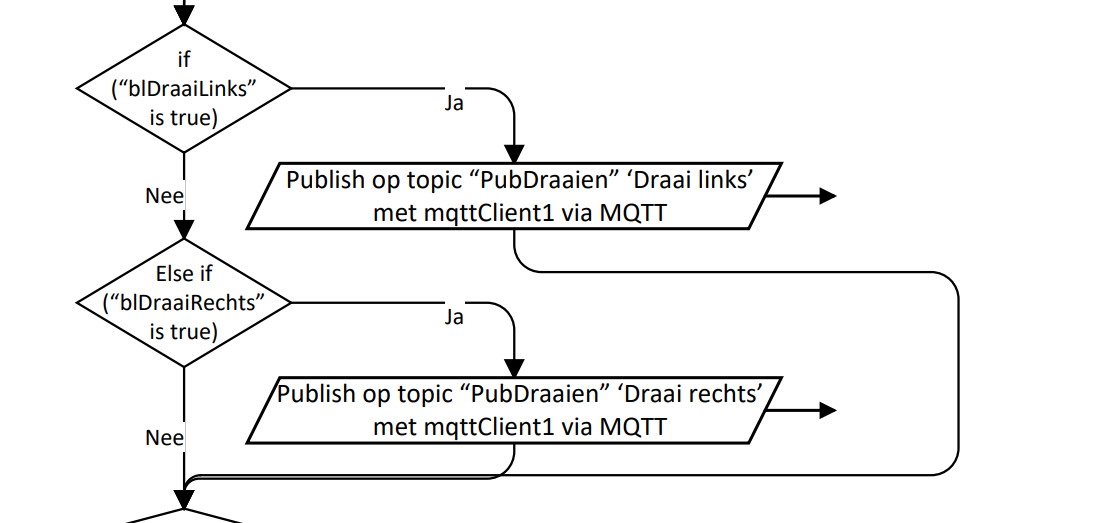 if
(“blDraaiLinks”
is true)
Ja
Publish op topic “PubDraaien” ‘Draai links’
met mqttClient1 via MQTT
Nee
Else if
(“blDraaiRechts”
is true)
Ja
Publish op topic “PubDraaien” ‘Draai rechts’
met mqttClient1 via MQTT
Nee